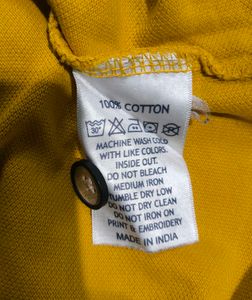 100% COTTON
30°
MACHINE WASH COLD
WITH LIKE COLORS.
INSIDE OUT.
DO NOT BLEACH
MEDIUM IRON
TUMBLE DRY LOW
DO NOT DRY CLEAN
DO NOT IRON ON
PRINT & EMBROIDERY
MADE IN INDIA